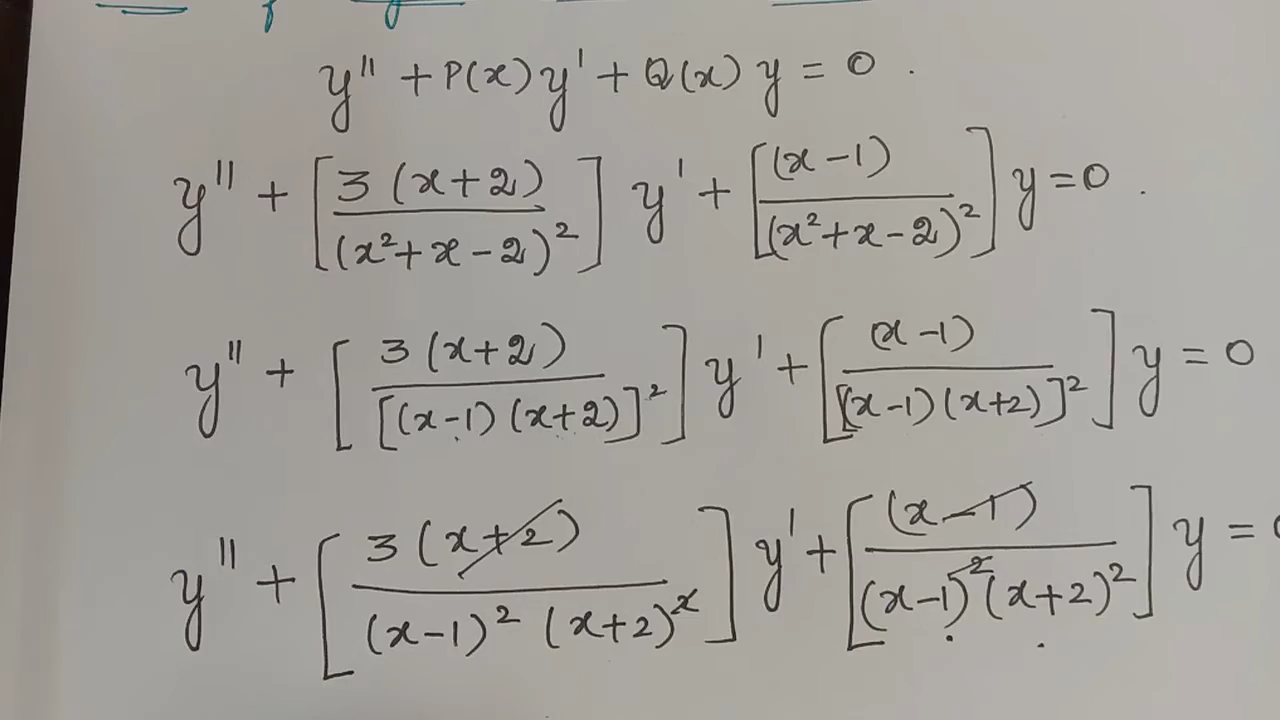 y'' + P(x) y' + Q(x) y = 0 .
y'' + [3(x+2) / (x²+x-2)²] y' + [(x-1) / (x²+x-2)²] y = 0 .
y'' + [3(x+2) / [(x-1)(x+2)]²] y' + [(x-1) / [(x-1)(x+2)]²] y = 0
y'' + [3(x+2) / (x-1)² (x+2)²] y' + [(x-1) / (x-1)² (x+2)²] y =